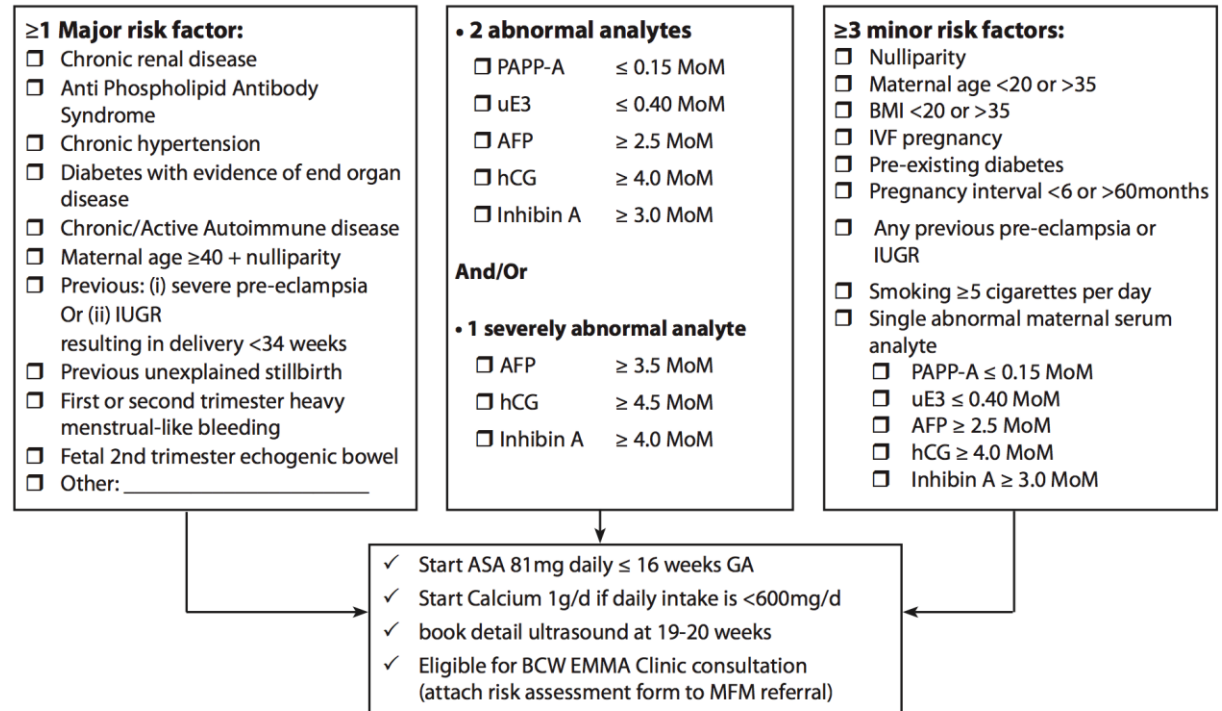 ≥1 Major risk factor:
❒ Chronic renal disease
❒ Anti Phospholipid Antibody
Syndrome
❒ Chronic hypertension
❒ Diabetes with evidence of end organ
disease
❒ Chronic/Active Autoimmune disease
❒ Maternal age ≥40 + nulliparity
❒ Previous: (i) severe pre-eclampsia
Or (ii) IUGR
resulting in delivery <34 weeks
❒ Previous unexplained stillbirth
❒ First or second trimester heavy
menstrual-like bleeding
❒ Fetal 2nd trimester echogenic bowel
❒ Other: ________________________
• 2 abnormal analytes
❒ PAPP-A ≤ 0.15 MoM
❒ uE3 ≤ 0.40 MoM
❒ AFP ≥ 2.5 MoM
❒ hCG ≥ 4.0 MoM
❒ Inhibin A ≥ 3.0 MoM
And/Or
• 1 severely abnormal analyte
❒ AFP ≥ 3.5 MoM
❒ hCG ≥ 4.5 MoM
❒ Inhibin A ≥ 4.0 MoM
≥3 minor risk factors:
❒ Nulliparity
❒ Maternal age <20 or >35
❒ BMI <20 or >35
❒ IVF pregnancy
❒ Pre-existing diabetes
❒ Pregnancy interval <6 or >60months
❒ Any previous pre-eclampsia or
IUGR
❒ Smoking ≥5 cigarettes per day
❒ Single abnormal maternal serum
analyte
❒ PAPP-A ≤ 0.15 MoM
❒ uE3 ≤ 0.40 MoM
❒ AFP ≥ 2.5 MoM
❒ hCG ≥ 4.0 MoM
❒ Inhibin A ≥ 3.0 MoM
✓ Start ASA 81mg daily ≤ 16 weeks GA
✓ Start Calcium 1g/d if daily intake is <600mg/d
✓ book detail ultrasound at 19-20 weeks
✓ Eligible for BCW EMMA Clinic consultation
(attach risk assessment form to MFM referral)